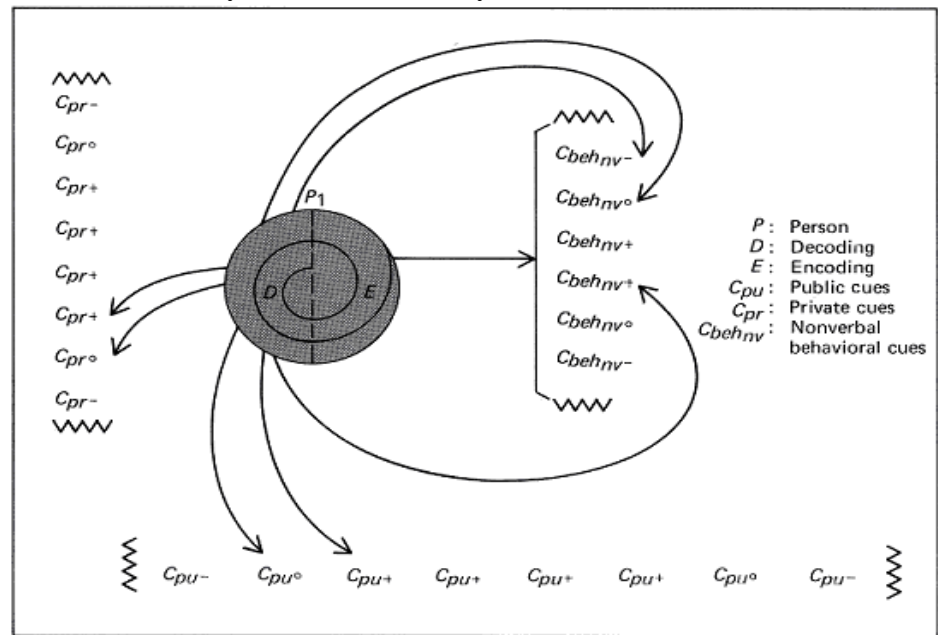 Cpr-
Cpr°
Cpr+
Cpr+
Cpr+
Cpr+
Cpr°
Cpr-
P1
D
E
Cbehnv-
Cbehnv°
Cbehnv+
Cbehnv+
Cbehnv°
Cbehnv-
P: Person
D: Decoding
E: Encoding
Cpu: Public cues
Cpr: Private cues
Cbehnv: Nonverbal
behavioral cues
Cpu- Cpu° Cpu+ Cpu+ Cpu+ Cpu+ Cpu° Cpu-